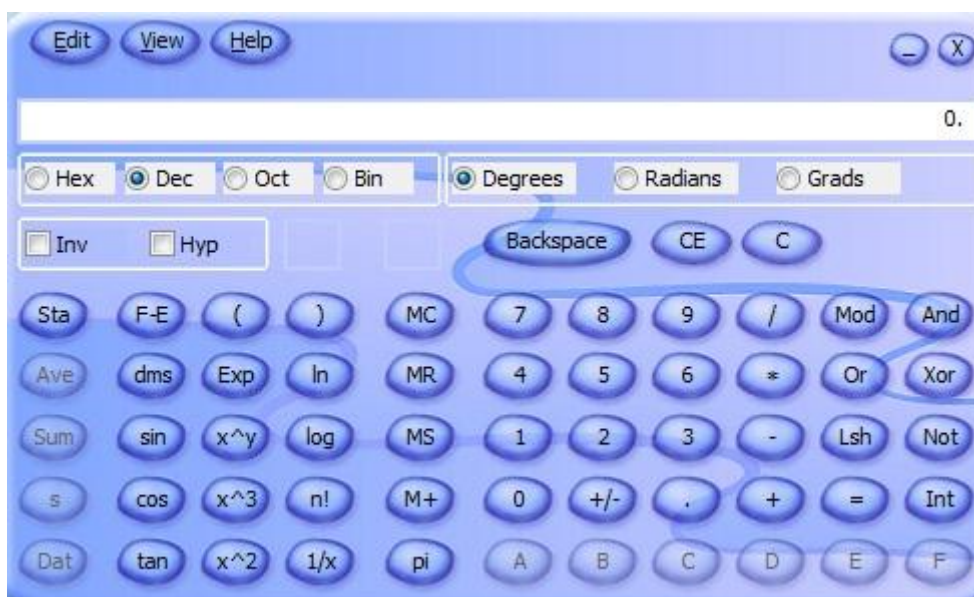 Edit View Help _ X
0.
Hex Dec Oct Bin Degrees Radians Grads
Inv Hyp Backspace CE C
Sta F-E ( ) MC 7 8 9 / Mod And
Ave dms Exp ln MR 4 5 6 * Or Xor
Sum sin x^y log MS 1 2 3 - Lsh Not
s cos x^3 n! M+ 0 +/- . + = Int
Dat tan x^2 1/x pi A B C D E F